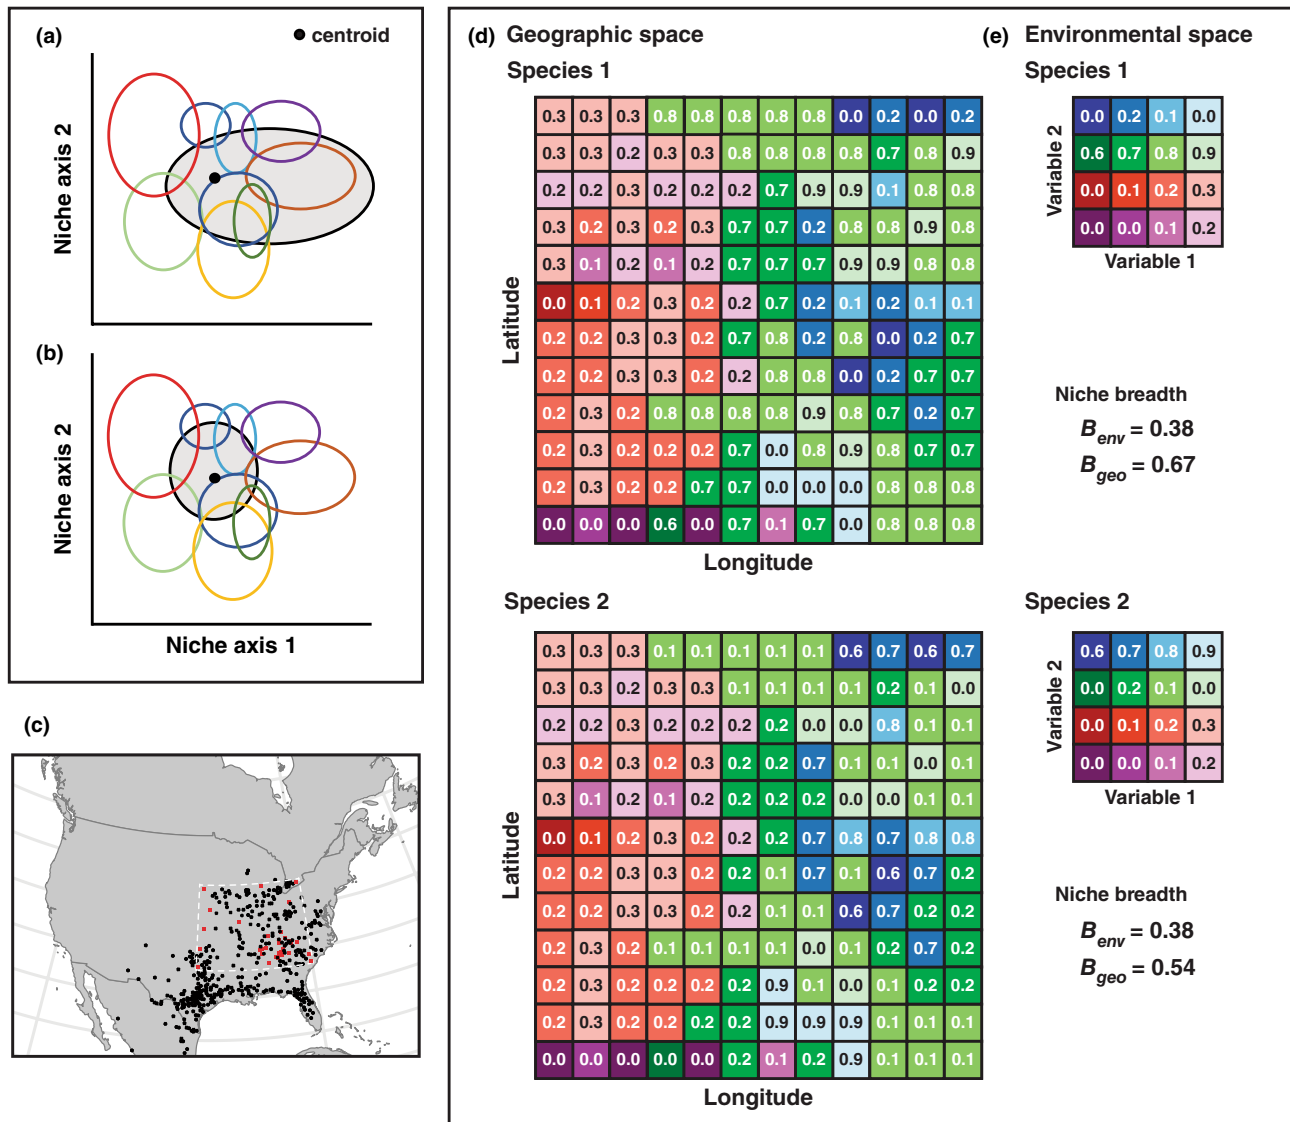 (a)
centroid
Niche axis 2
(b)
Niche axis 2
Niche axis 1
(c)
(d) Geographic space
Species 1
0.3 0.3 0.3 0.8 0.8 0.8 0.8 0.8 0.0 0.2 0.0 0.2
0.3 0.3 0.2 0.3 0.3 0.8 0.8 0.8 0.8 0.7 0.8 0.9
0.2 0.2 0.3 0.2 0.2 0.2 0.7 0.9 0.9 0.1 0.8 0.8
0.3 0.2 0.3 0.2 0.3 0.7 0.7 0.2 0.8 0.8 0.9 0.8
0.3 0.1 0.2 0.1 0.2 0.7 0.7 0.7 0.9 0.9 0.8 0.8
0.0 0.1 0.2 0.3 0.2 0.2 0.7 0.2 0.1 0.2 0.1 0.1
0.2 0.2 0.3 0.3 0.2 0.7 0.8 0.2 0.8 0.0 0.2 0.7
0.2 0.2 0.3 0.3 0.2 0.2 0.8 0.8 0.0 0.2 0.7 0.7
0.2 0.3 0.2 0.8 0.8 0.8 0.8 0.9 0.8 0.7 0.2 0.7
0.2 0.3 0.2 0.2 0.2 0.7 0.0 0.8 0.9 0.8 0.7 0.7
0.2 0.3 0.2 0.2 0.7 0.7 0.0 0.0 0.0 0.8 0.8 0.8
0.0 0.0 0.0 0.6 0.0 0.7 0.1 0.7 0.0 0.8 0.8 0.8
Latitude
Longitude
Species 2
0.3 0.3 0.3 0.1 0.1 0.1 0.1 0.1 0.6 0.7 0.6 0.7
0.3 0.3 0.2 0.3 0.3 0.1 0.1 0.1 0.1 0.2 0.1 0.0
0.2 0.2 0.3 0.2 0.2 0.2 0.2 0.0 0.0 0.8 0.1 0.1
0.3 0.2 0.3 0.2 0.3 0.2 0.2 0.7 0.1 0.1 0.0 0.1
0.3 0.1 0.2 0.1 0.2 0.2 0.2 0.2 0.0 0.0 0.1 0.1
0.0 0.1 0.2 0.3 0.2 0.2 0.2 0.7 0.8 0.7 0.8 0.8
0.2 0.2 0.3 0.3 0.2 0.2 0.1 0.7 0.1 0.6 0.7 0.2
0.2 0.2 0.3 0.3 0.2 0.2 0.1 0.1 0.6 0.7 0.2 0.2
0.2 0.3 0.2 0.1 0.1 0.1 0.1 0.0 0.1 0.2 0.7 0.2
0.2 0.3 0.2 0.2 0.2 0.2 0.9 0.1 0.0 0.1 0.2 0.2
0.2 0.3 0.2 0.2 0.2 0.2 0.9 0.9 0.9 0.1 0.1 0.1
0.0 0.0 0.0 0.0 0.0 0.2 0.1 0.2 0.9 0.1 0.1 0.1
Latitude
Longitude
(e) Environmental space
Species 1
0.0 0.2 0.1 0.0
0.6 0.7 0.8 0.9
0.0 0.1 0.2 0.3
0.0 0.0 0.1 0.2
Variable 2
Variable 1
Niche breadth
Benv = 0.38
Bgeo = 0.67
Species 2
0.6 0.7 0.8 0.9
0.0 0.2 0.1 0.0
0.0 0.1 0.2 0.3
0.0 0.0 0.1 0.2
Variable 2
Variable 1
Niche breadth
Benv = 0.38
Bgeo = 0.54